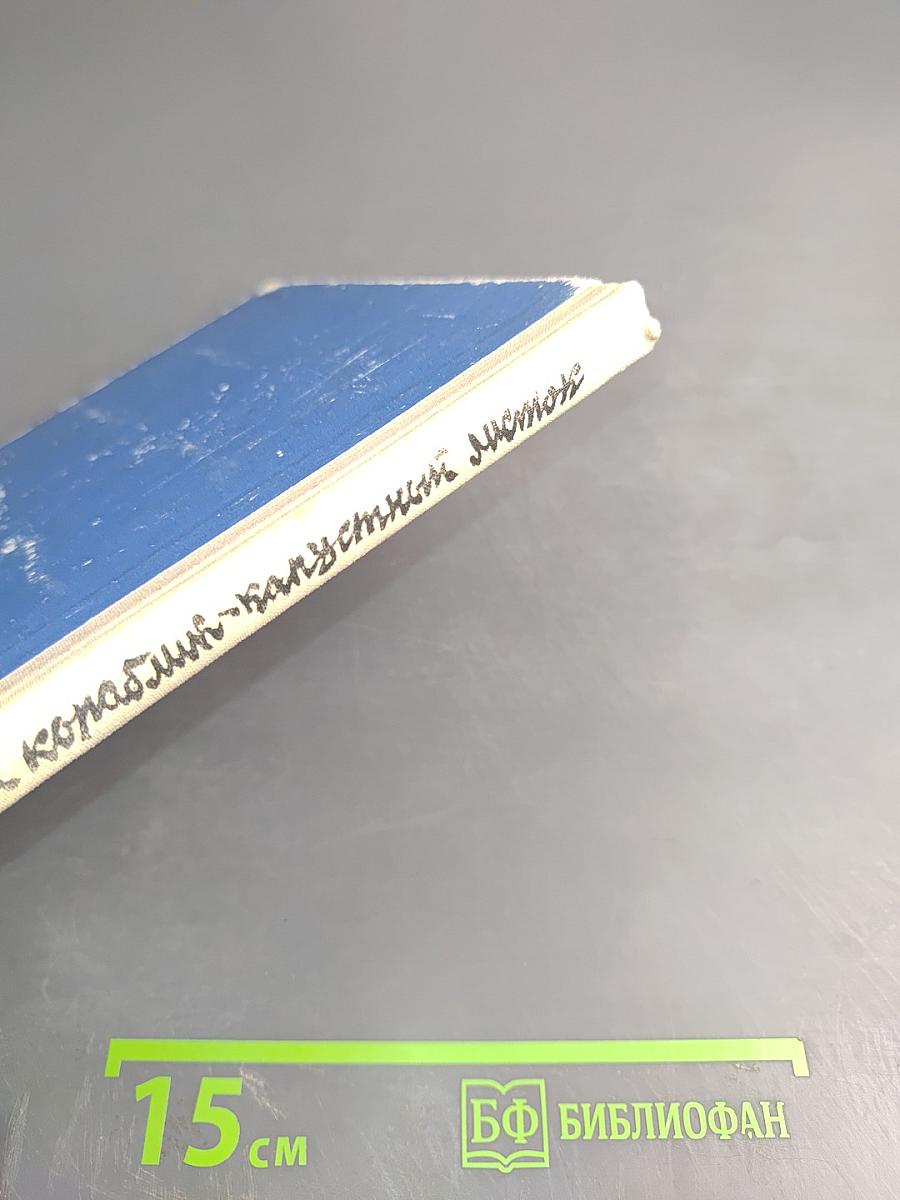 кораблик-капустный листок
15 см
БФ БИБЛИОФАН